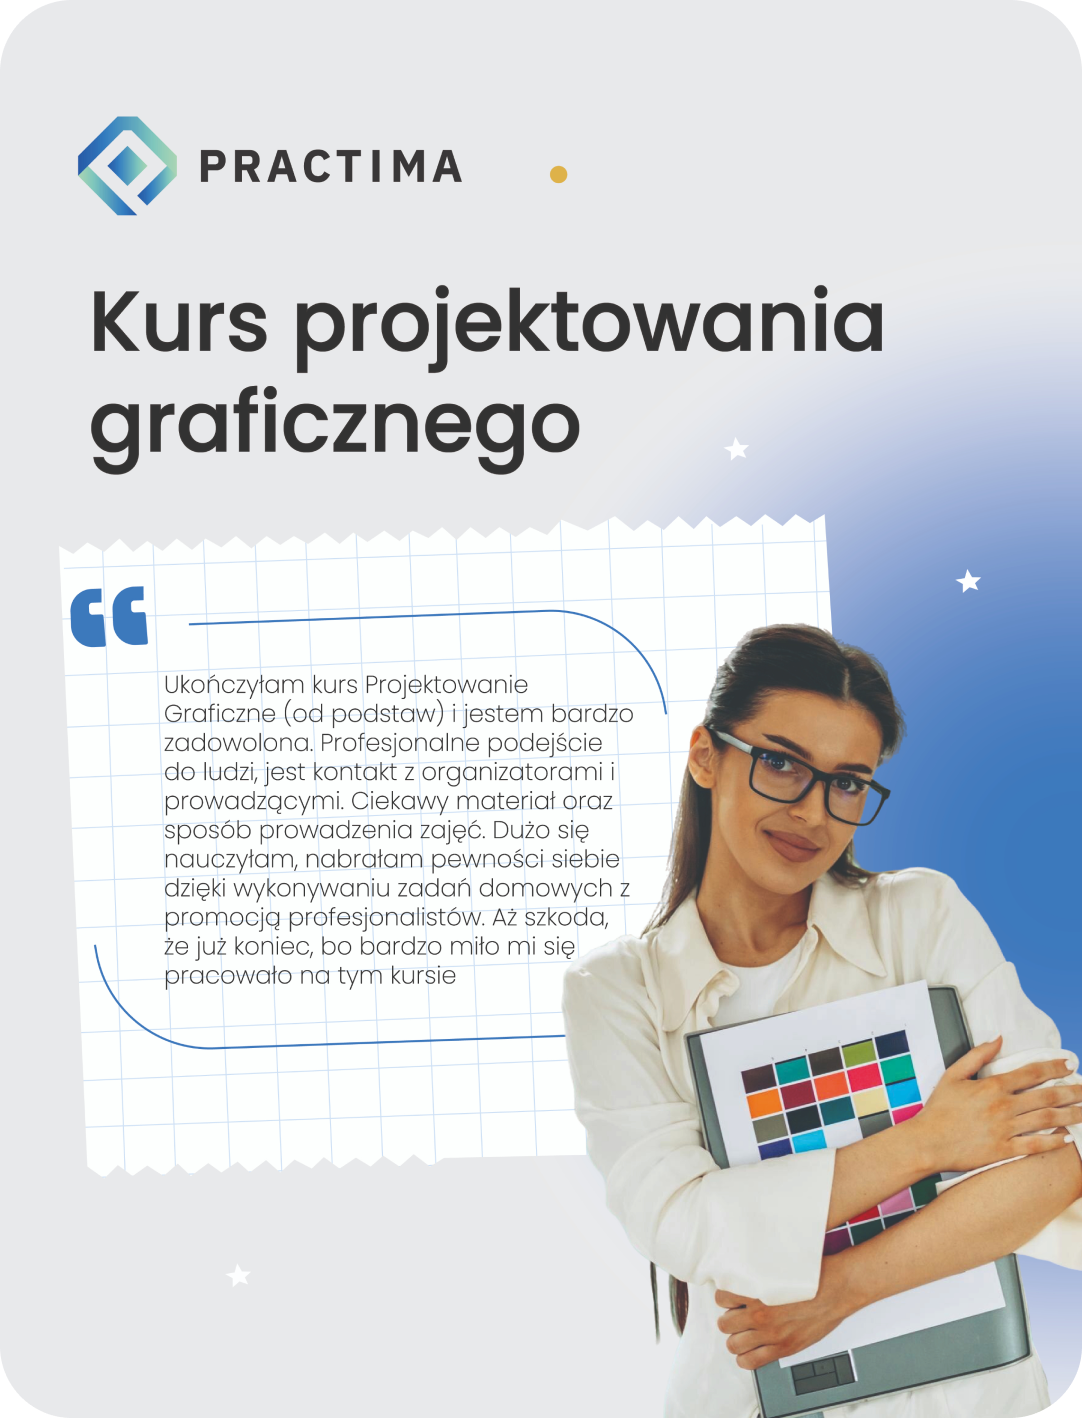 PRACTIMA
Kurs projektowania
graficznego
Ukończyłam kurs Projektowanie
Graficzne (od podstaw) i jestem bardzo
zadowolona. Profesjonalne podejście
do ludzi, jest kontakt z organizatorami i
prowadzącymi. Ciekawy materiał oraz
sposób prowadzenia zajęć. Dużo się
nauczyłam, nabrałam pewności siebie
dzięki wykonywaniu zadań domowych z
promocją profesjonalistów. Aż szkoda,
że już koniec, bo bardzo miło mi się
pracowało na tym kursie